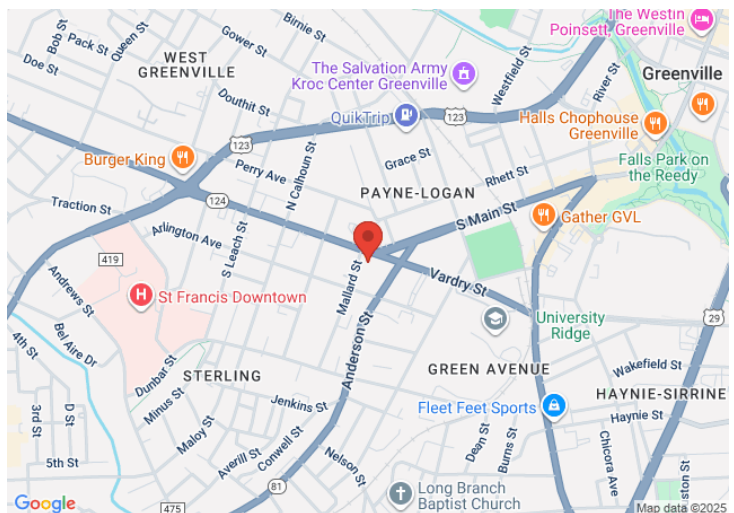 Birnie St
The Westin
Poinsett, Greenville
Bob St
Pack St
Queen St
Gower St
WEST
GREENVILLE
Doe St
The Salvation Army
Kroc Center Greenville
Westfield St
River St
Greenville
Douthit St
QuikTrip
123
Halls Chophouse
Greenville
123
Burger King
Perry Ave
N Calhoun St
Grace St
Rhett St
Falls Park on
the Reedy
124
PAYNE-LOGAN
Traction St
S Main St
Gather GVL
Arlington Ave
S Leach St
419
Andrews St
H
St Francis Downtown
Mallard St
Vardry St
29
University
Ridge
4th St
Bel Aire Dr
Anderson St
Dunbar St
STERLING
GREEN AVENUE
Wakefield St
HAYNIE-SIRRINE
Minus St
Jenkins St
Fleet Feet Sports
Haynie St
3rd St
D St
Maloy St
Averill St
Conwell St
Nelson St
Dean St
Burns St
Chicora Ave
5th St
81
Long Branch
Baptist Church
475
Google
Map data ©2025